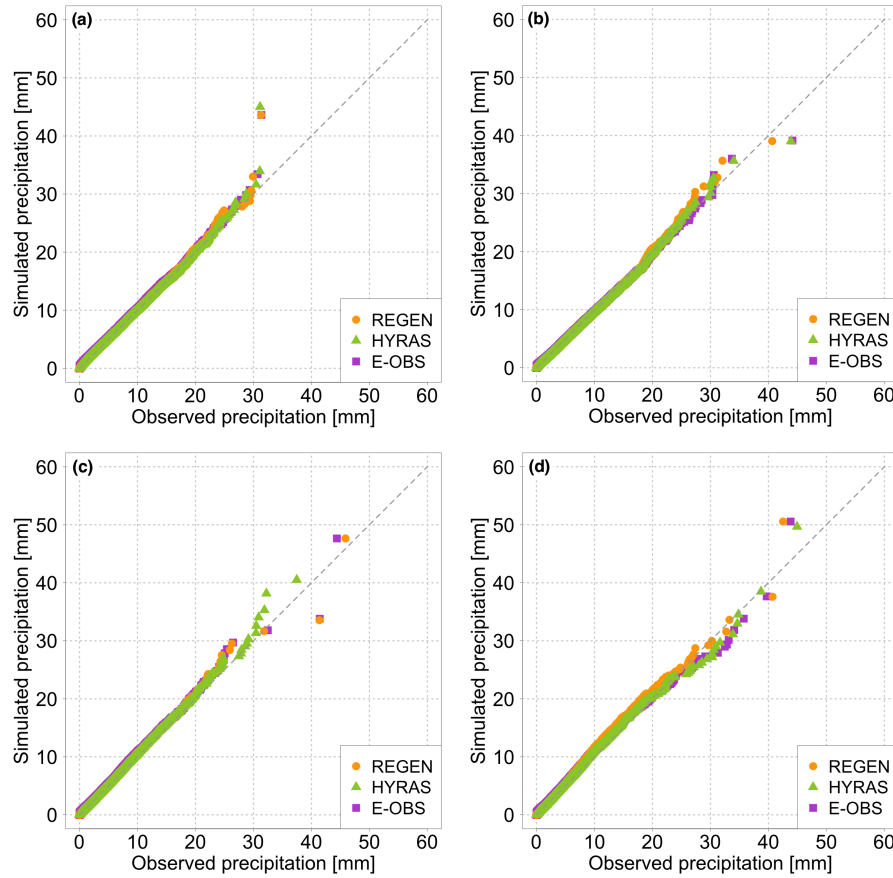 (a)
Simulated precipitation [mm]
60
50
40
30
20
10
0
0 10 20 30 40 50 60
Observed precipitation [mm]
REGEN
HYRAS
E-OBS
(b)
Simulated precipitation [mm]
60
50
40
30
20
10
0
0 10 20 30 40 50 60
Observed precipitation [mm]
REGEN
HYRAS
E-OBS
(c)
Simulated precipitation [mm]
60
50
40
30
20
10
0
0 10 20 30 40 50 60
Observed precipitation [mm]
REGEN
HYRAS
E-OBS
(d)
Simulated precipitation [mm]
60
50
40
30
20
10
0
0 10 20 30 40 50 60
Observed precipitation [mm]
REGEN
HYRAS
E-OBS